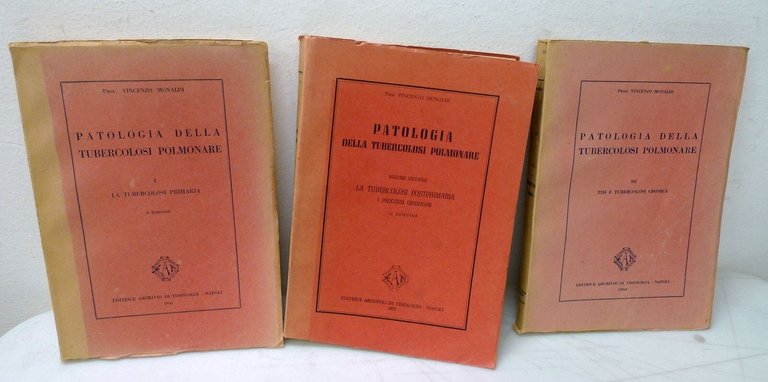 PROF. VINCENZO MONALDI
PATOLOGIA DELLA
TUBERCOLOSI POLMONARE
I
LA TUBERCOLOSI PRIMARIA
II EDIZIONE
EDITRICE ARCHIVIO DI TISIOLOGIA - NAPOLI
PROF. VINCENZO MONALDI
PATOLOGIA
DELLA TUBERCOLOSI POLMONARE
VOLUME SECONDO
LA TUBERCOLOSI POSTPRIMARIA
I PROCESSI ORIGINARI
II EDIZIONE
EDITRICE ARCHIVIO DI TISIOLOGIA - NAPOLI
PROF. VINCENZO MONALDI
PATOLOGIA DELLA
TUBERCOLOSI POLMONARE
III
TISI E TUBERCOLOSI CRONICA
EDITRICE ARCHIVIO DI TISIOLOGIA - NAPOLI